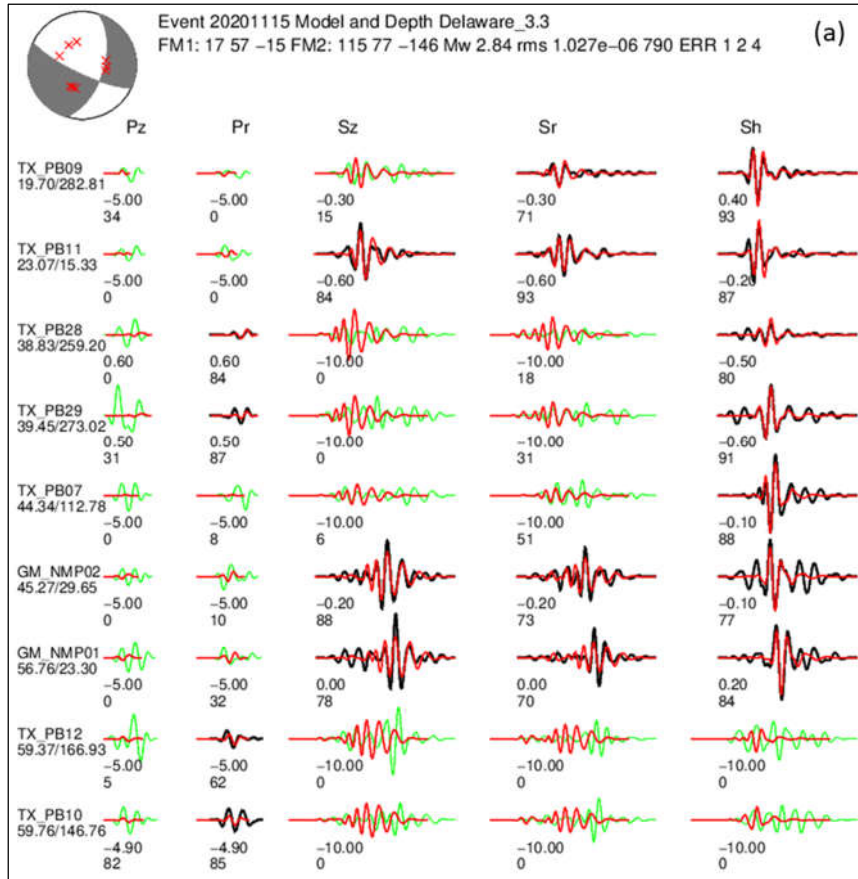 Event 20201115 Model and Depth Delaware_3.3
FM1: 17 57 −15 FM2: 115 77 −146 Mw 2.84 rms 1.027e−06 790 ERR 1 2 4
(a)
Pz Pr Sz Sr Sh
TX_PB09
19.70/282.81
−5.00 −5.00 −0.30 −0.30 0.40
34 0 15 71 93
TX_PB11
23.07/15.33
−5.00 −5.00 −0.60 −0.60 −0.20
0 0 84 93 87
TX_PB28
38.83/259.20
0.60 0.60 −10.00 −10.00 −0.50
0 84 0 18 80
TX_PB29
39.45/273.02
0.50 0.50 −10.00 −10.00 −0.60
31 87 0 31 91
TX_PB07
44.34/112.78
−5.00 −5.00 −10.00 −10.00 −0.10
0 8 6 51 88
GM_NMP02
45.27/29.65
−5.00 −5.00 −0.20 −0.20 −0.10
0 10 88 73 77
GM_NMP01
56.76/23.30
−5.00 −5.00 0.00 0.00 0.20
0 32 78 70 84
TX_PB12
59.37/166.93
−5.00 −5.00 −10.00 −10.00 −10.00
5 62 0 0 0
TX_PB10
59.76/146.76
−4.90 −4.90 −10.00 −10.00 −10.00
82 85 0 0 0